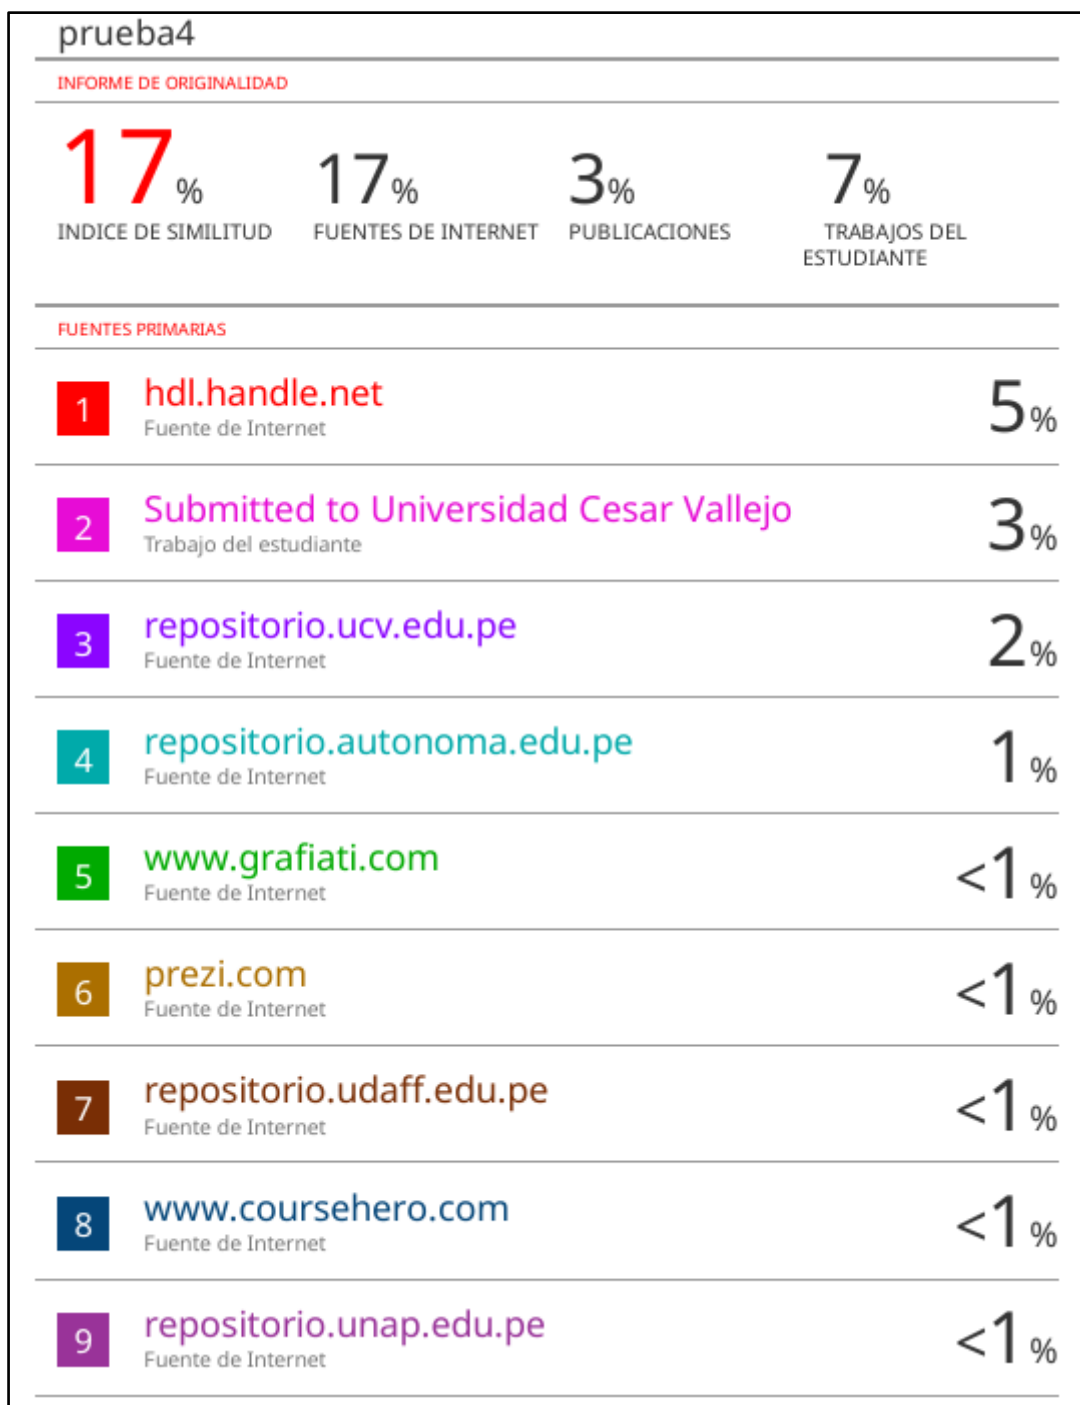 prueba4
INFORME DE ORIGINALIDAD
17% 17% 3% 7%
INDICE DE SIMILITUD FUENTES DE INTERNET PUBLICACIONES TRABAJOS DEL
ESTUDIANTE
FUENTES PRIMARIAS
1 hdl.handle.net 5%
Fuente de Internet
2 Submitted to Universidad Cesar Vallejo 3%
Trabajo del estudiante
3 repositorio.ucv.edu.pe 2%
Fuente de Internet
4 repositorio.autonoma.edu.pe 1%
Fuente de Internet
5 www.grafiati.com <1%
Fuente de Internet
6 prezi.com <1%
Fuente de Internet
7 repositorio.udaff.edu.pe <1%
Fuente de Internet
8 www.coursehero.com <1%
Fuente de Internet
9 repositorio.unap.edu.pe <1%
Fuente de Internet